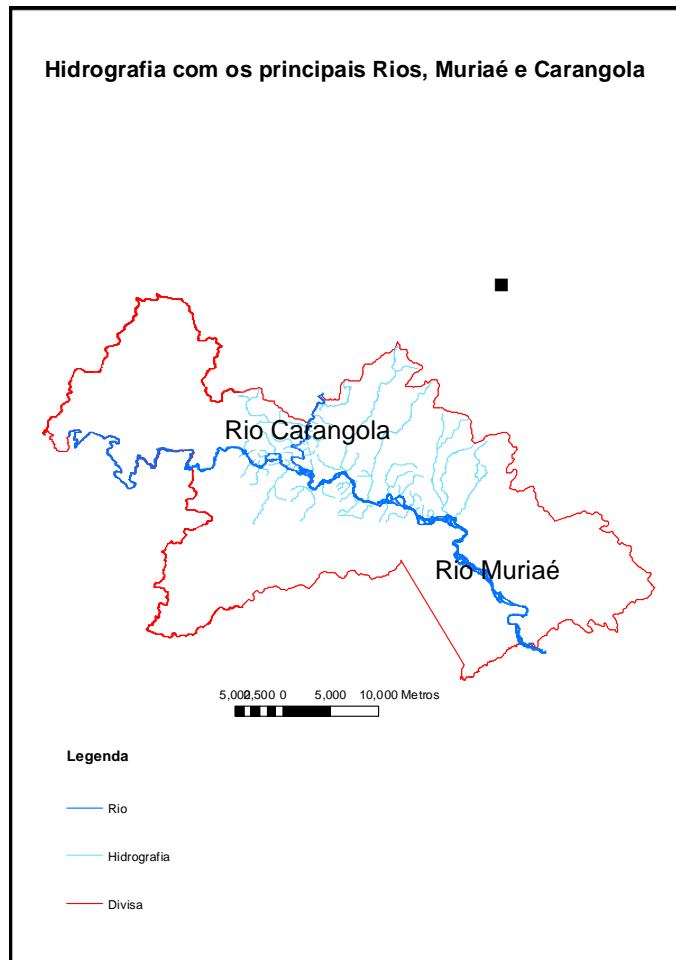 Hidrografia com os principais Rios, Muriaé e Carangola
Rio Carangola
Rio Muriaé
5,000 2,500 0 5,000 10,000 Metros
Legenda
Rio
Hidrografia
Divisa